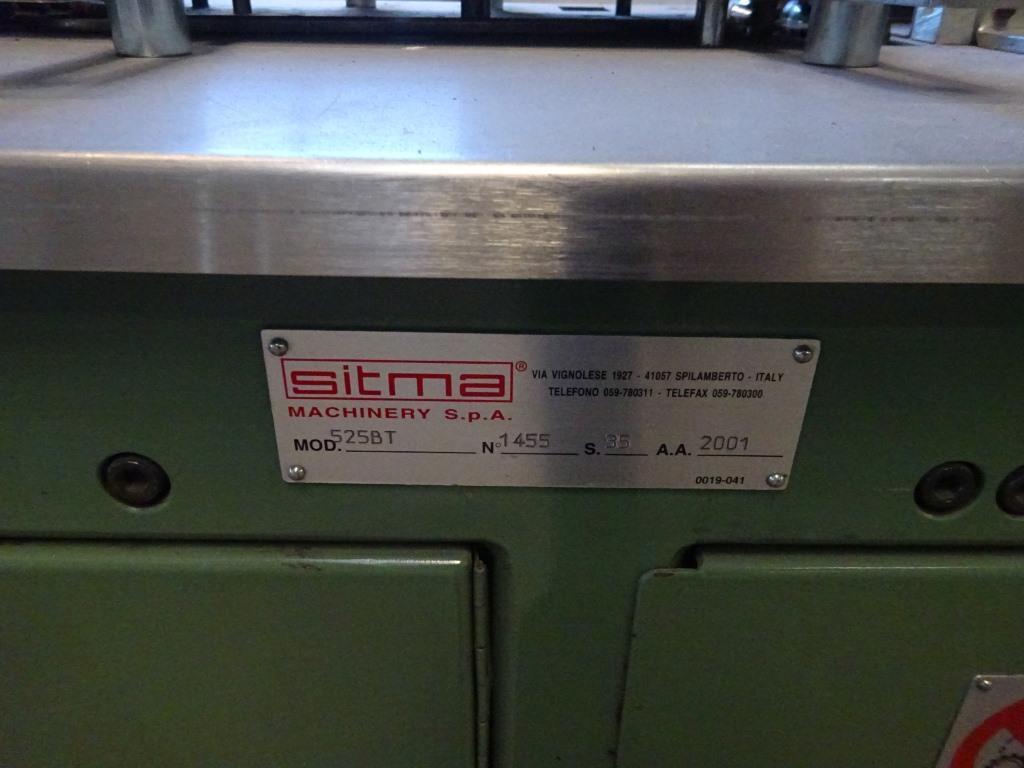 sitma®
MACHINERY S.p.A.
VIA VIGNOLESE 1927 - 41057 SPILAMBERTO - ITALY
TELEFONO 059-780311 - TELEFAX 059-780300
MOD. 525BT N° 1455 S. 35 A.A. 2001
0019-041